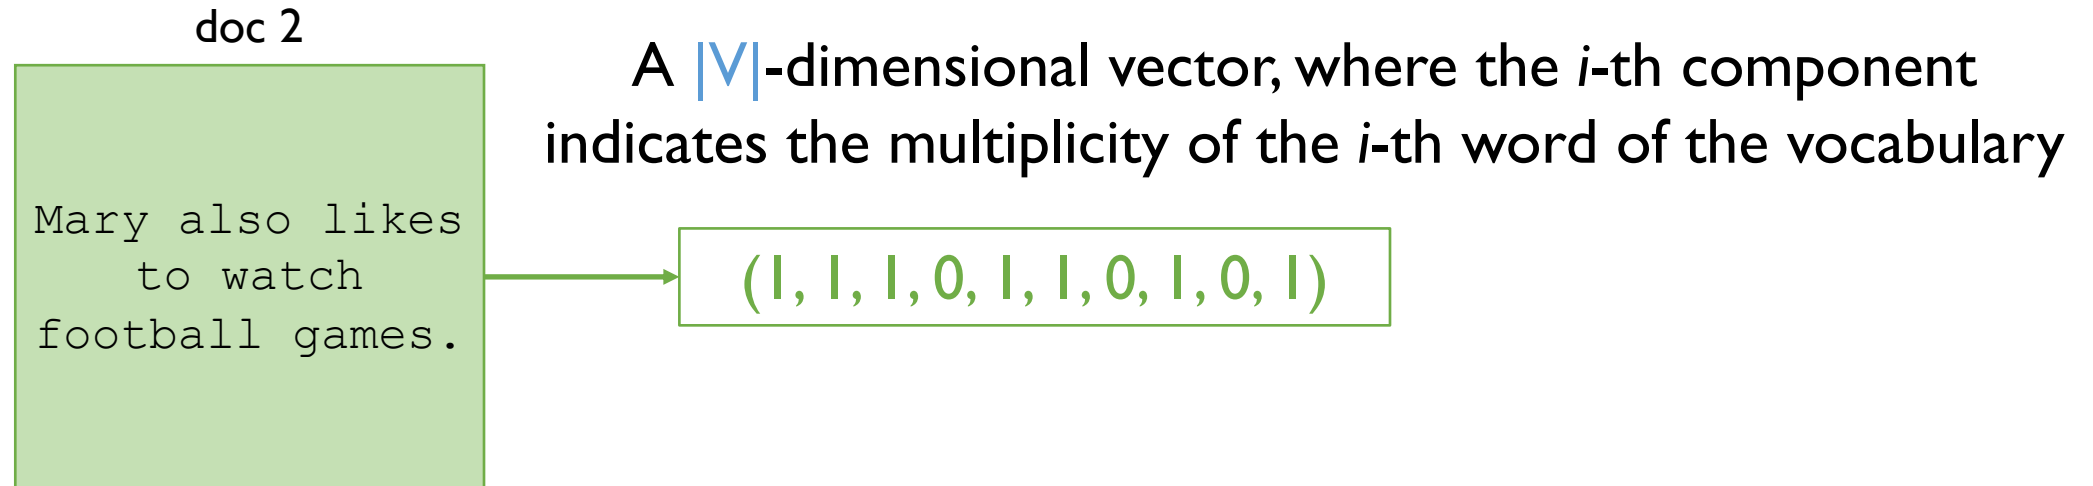 doc 2
A |V|-dimensional vector, where the i-th component
indicates the multiplicity of the i-th word of the vocabulary
Mary also likes
to watch
football games.
(1, 1, 1, 0, 1, 1, 0, 1, 0, 1)